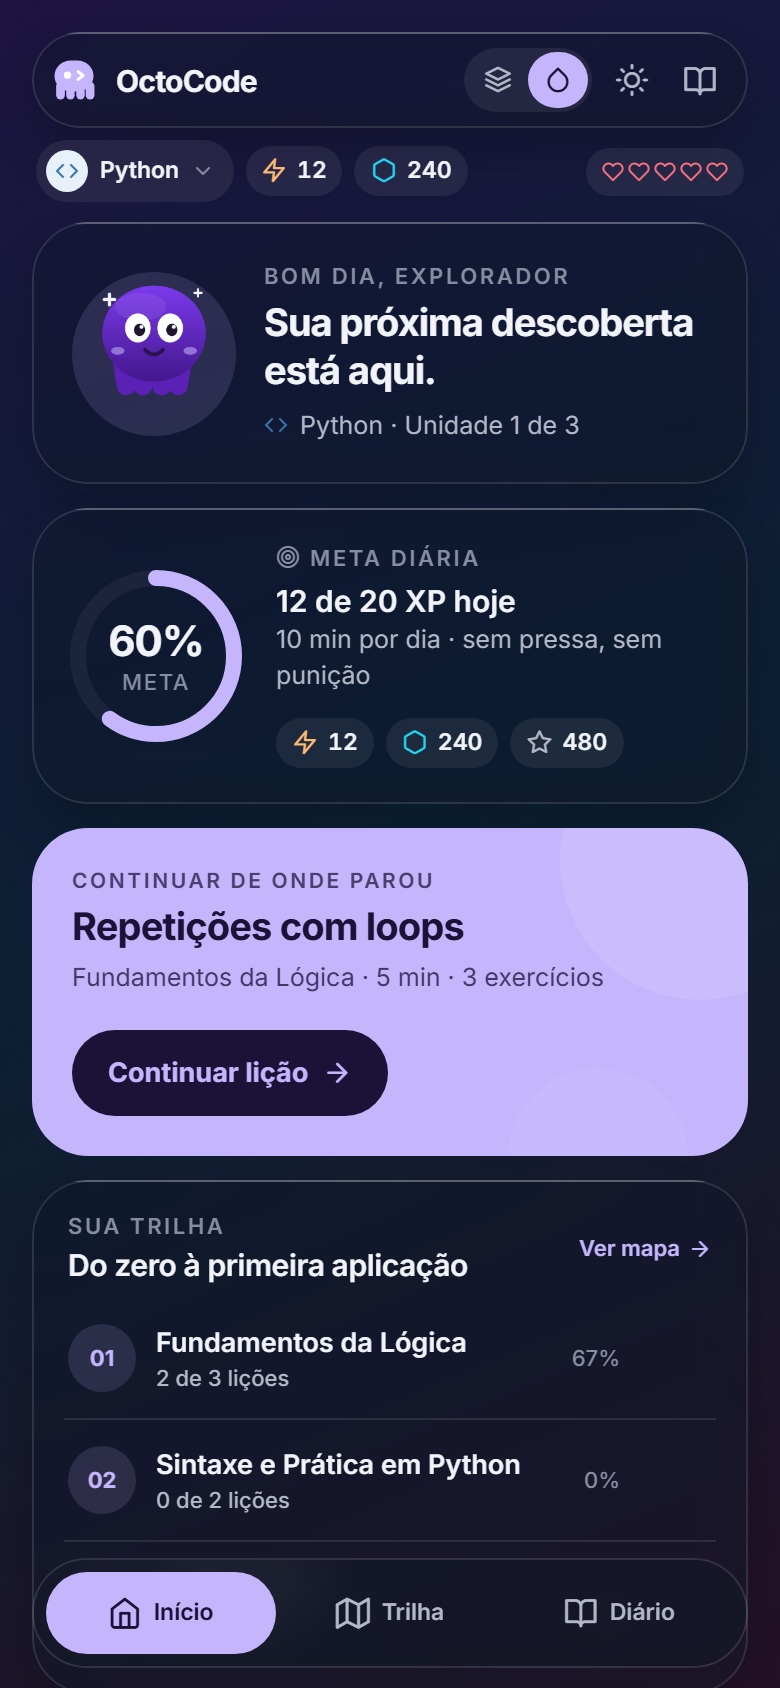 OctoCode
Python
12
240
BOM DIA, EXPLORADOR
Sua próxima descoberta
está aqui.
Python · Unidade 1 de 3
60%
META
META DIÁRIA
12 de 20 XP hoje
10 min por dia · sem pressa, sem
punição
12
240
480
CONTINUAR DE ONDE PAROU
Repetições com loops
Fundamentos da Lógica · 5 min · 3 exercícios
Continuar lição
SUA TRILHA
Do zero à primeira aplicação
Ver mapa
01
Fundamentos da Lógica
2 de 3 lições
67%
02
Sintaxe e Prática em Python
0 de 2 lições
0%
Início
Trilha
Diário